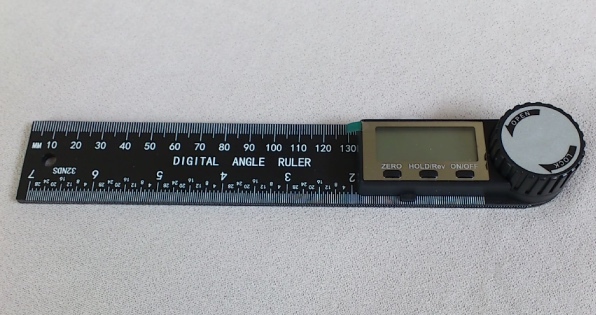 MM 10 20 30 40 50 60 70 80 90 100 110 120 130
DIGITAL ANGLE RULER
32NDS
7 6 5 4 3 2
ZERO HOLD/Rev ON/OFF
OPEN
LOCK